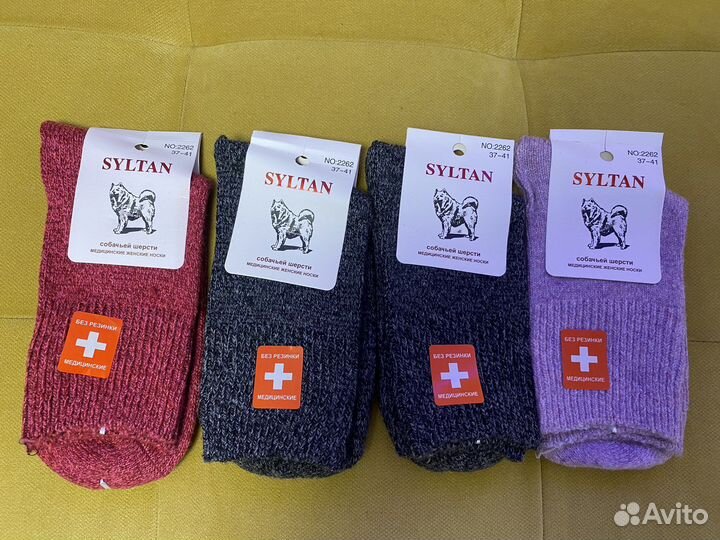 NO:2262
37-41
SYLTAN
собачьей шерсти
МЕДИЦИНСКИЕ ЖЕНСКИЕ НОСКИ
БЕЗ РЕЗИНКИ
МЕДИЦИНСКИЕ
NO:2262
37-41
SYLTAN
собачьей шерсти
МЕДИЦИНСКИЕ ЖЕНСКИЕ НОСКИ
БЕЗ РЕЗИНКИ
МЕДИЦИНСКИЕ
NO:2262
37-41
SYLTAN
собачьей шерсти
МЕДИЦИНСКИЕ ЖЕНСКИЕ НОСКИ
БЕЗ РЕЗИНКИ
МЕДИЦИНСКИЕ
NO:2262
37-41
SYLTAN
собачьей шерсти
МЕДИЦИНСКИЕ ЖЕНСКИЕ НОСКИ
БЕЗ РЕЗИНКИ
МЕДИЦИНСКИЕ
Avito